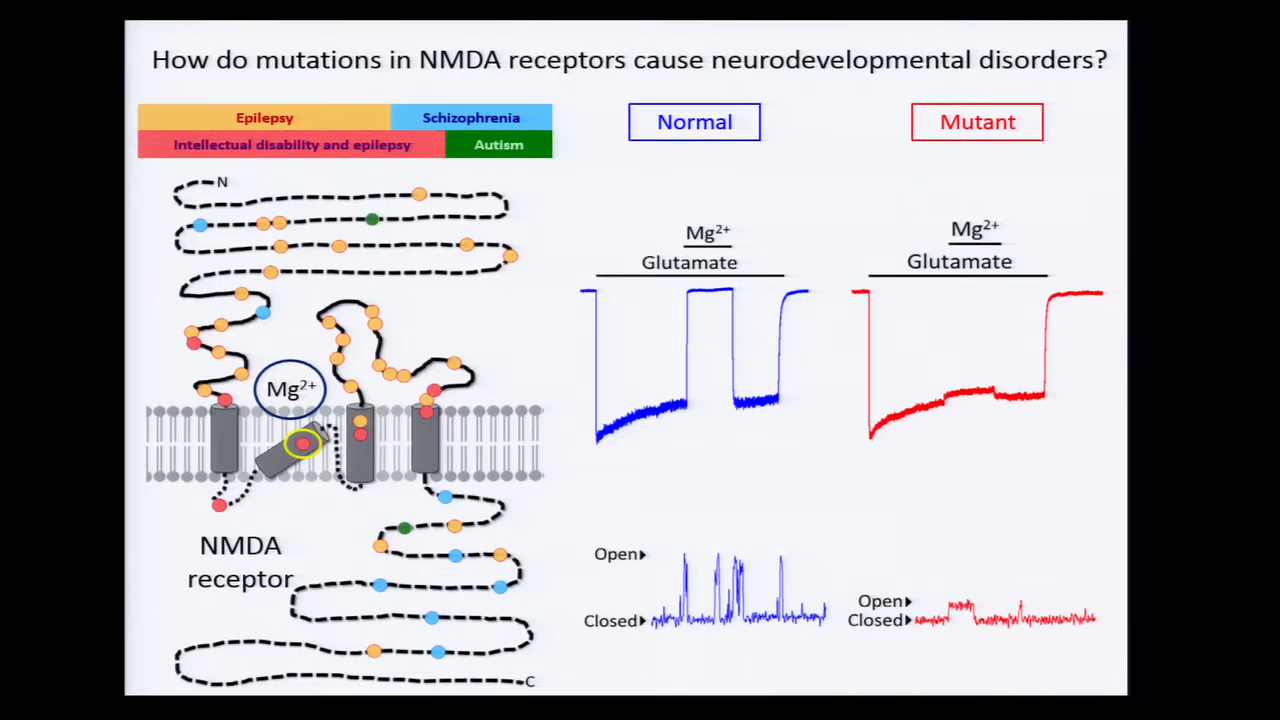 How do mutations in NMDA receptors cause neurodevelopmental disorders?
Epilepsy
Schizophrenia
Intellectual disability and epilepsy
Autism
N
Mg²⁺
NMDA
receptor
C
Normal
Mg²⁺
Glutamate
Open
Closed
Mutant
Mg²⁺
Glutamate
Open
Closed